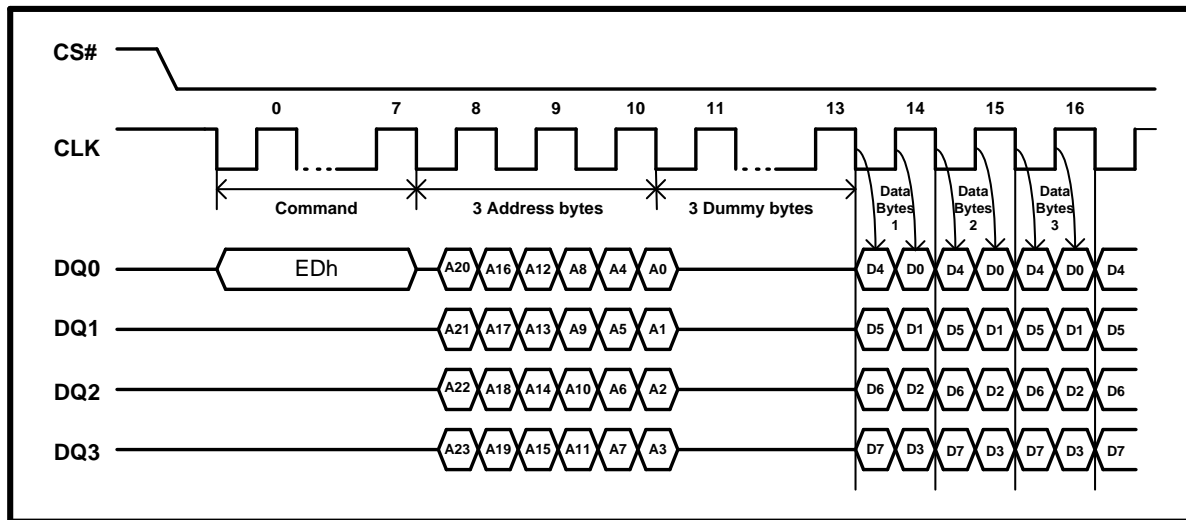 CS#
0 7 8 9 10 11 13 14 15 16
CLK
Command 3 Address bytes 3 Dummy bytes
Data Bytes 1
Data Bytes 2
Data Bytes 3
DQ0 EDh A20 A16 A12 A8 A4 A0 D4 D0 D4 D0 D4 D0 D4
DQ1 A21 A17 A13 A9 A5 A1 D5 D1 D5 D1 D5 D1 D5
DQ2 A22 A18 A14 A10 A6 A2 D6 D2 D6 D2 D6 D2 D6
DQ3 A23 A19 A15 A11 A7 A3 D7 D3 D7 D3 D7 D3 D7